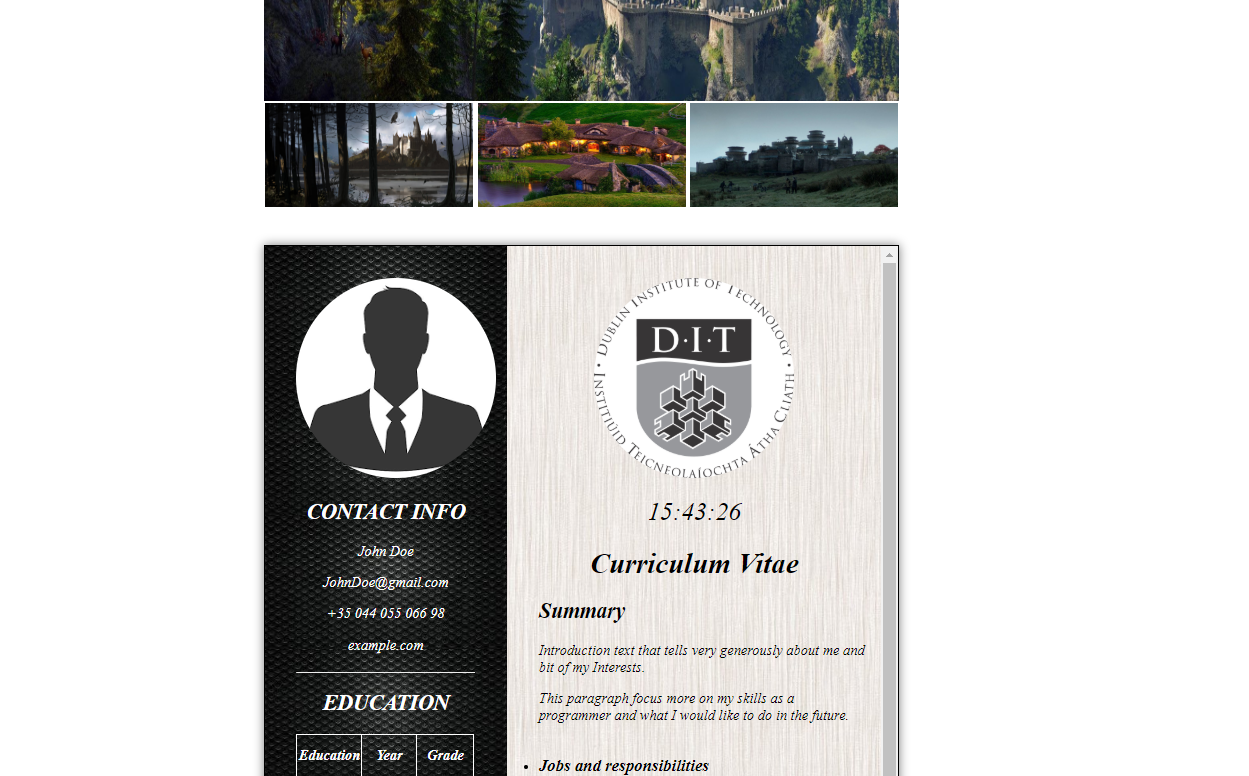 CONTACT INFO
John Doe
JohnDoe@gmail.com
+35 044 055 066 98
example.com
EDUCATION
Education Year Grade
• DUBLIN INSTITUTE OF TECHNOLOGY •
D·I·T
INSTITIÚID TEICNEOLAÍOCHTA ÁTHA CLIATH
15:43:26
Curriculum Vitae
Summary
Introduction text that tells very generously about me and
bit of my Interests.
This paragraph focus more on my skills as a
programmer and what I would like to do in the future.
• Jobs and responsibilities